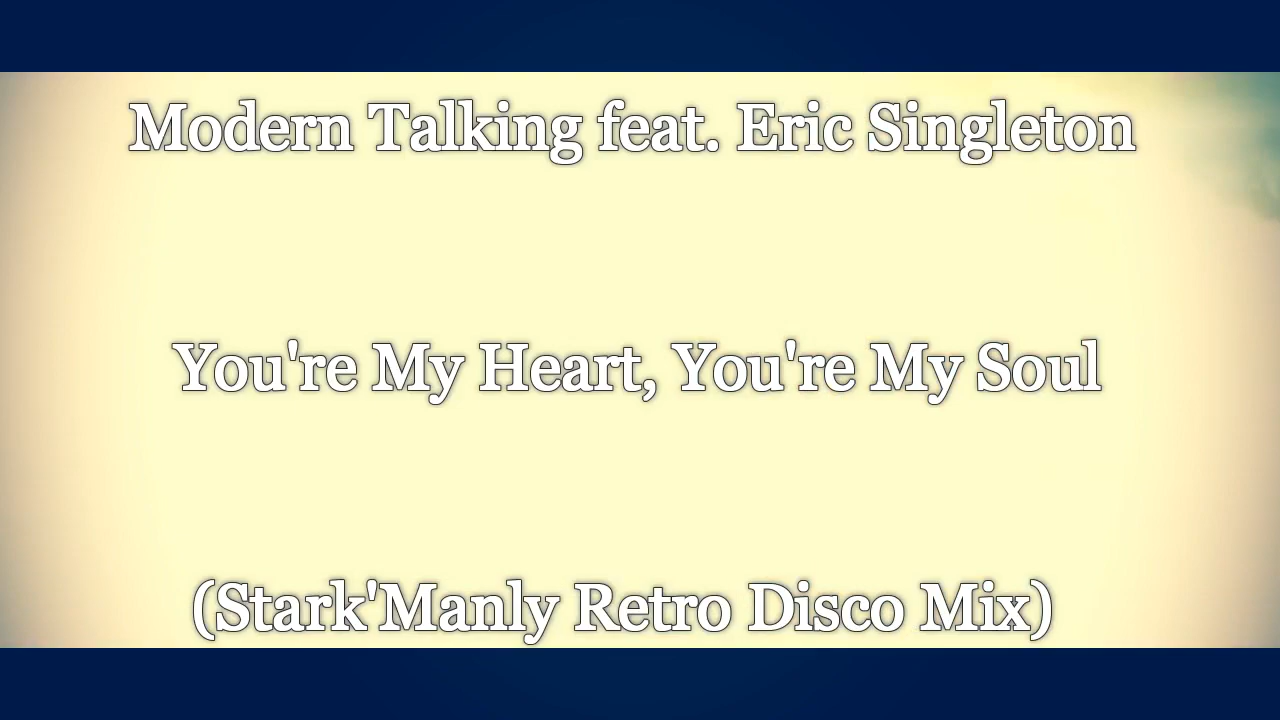 Modern Talking feat. Eric Singleton
You're My Heart, You're My Soul
(Stark'Manly Retro Disco Mix)